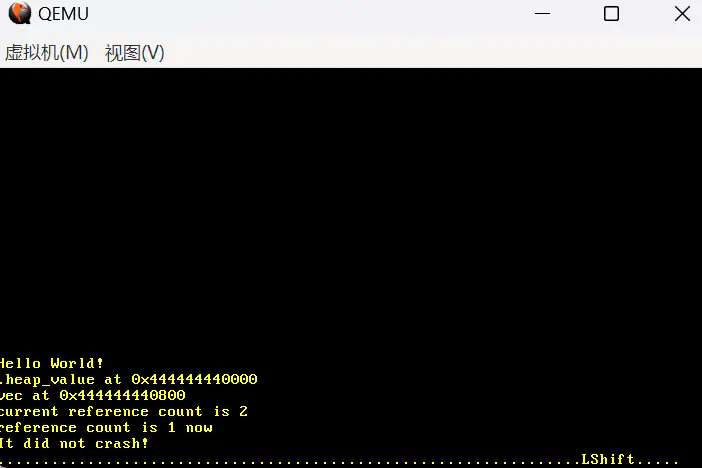 QEMU
虚拟机(M) 视图(V)
Hello World!
.heap_value at 0x444444440000
vec at 0x444444440800
current reference count is 2
reference count is 1 now
It did not crash!
.................................................................LShift.....